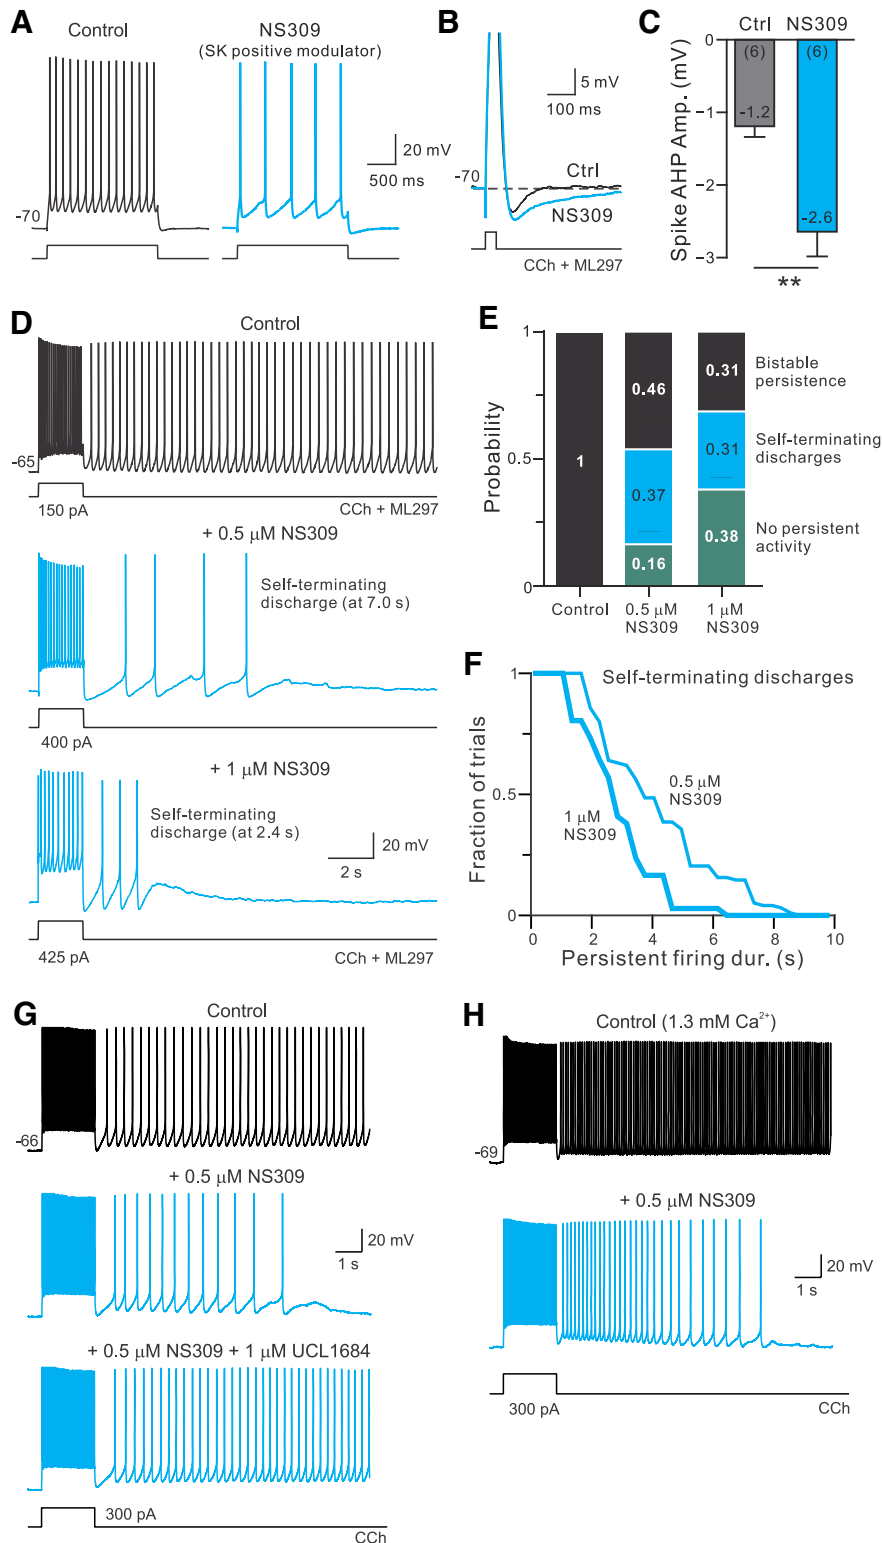 A
Control
NS309
(SK positive modulator)
-70
20 mV
500 ms
B
5 mV
100 ms
-70
Ctrl
NS309
CCh + ML297
C
Ctrl
NS309
Spike AHP Amp. (mV)
0
-1
-2
-3
(6)
(6)
-1.2
-2.6
**
D
Control
-65
150 pA
CCh + ML297
+ 0.5 µM NS309
Self-terminating
discharge (at 7.0 s)
400 pA
+ 1 µM NS309
Self-terminating
discharge (at 2.4 s)
20 mV
2 s
425 pA
CCh + ML297
E
Probability
1
0.5
0
1
0.46
0.37
0.16
0.31
0.31
0.38
Bistable
persistence
Self-terminating
discharges
No persistent
activity
Control
0.5 µM
NS309
1 µM
NS309
F
Self-terminating discharges
Fraction of trials
1
0.5
0
0.5 µM
NS309
1 µM
NS309
0
2
4
6
8
10
Persistent firing dur. (s)
G
Control
-66
+ 0.5 µM NS309
20 mV
1 s
+ 0.5 µM NS309 + 1 µM UCL1684
300 pA
CCh
H
Control (1.3 mM Ca²⁺)
-69
+ 0.5 µM NS309
20 mV
1 s
300 pA
CCh